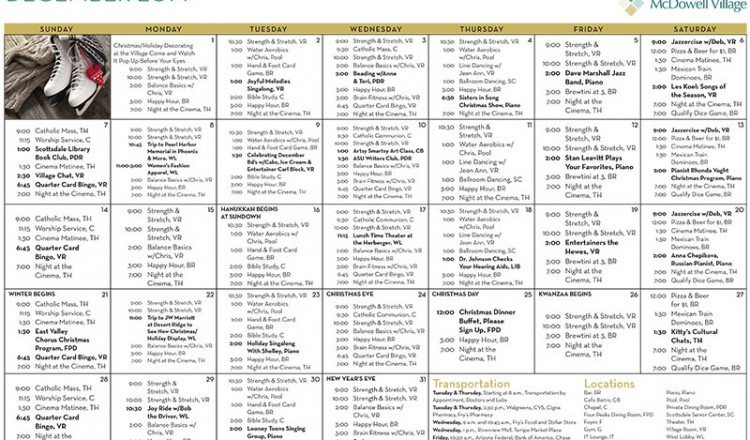 McDowell Village
SUNDAY
MONDAY
TUESDAY
WEDNESDAY
THURSDAY
FRIDAY
SATURDAY
1
Christmas/Holiday Decorating
at the Village Come and Watch
It Pop Up Before Your Eyes
9:00 Strength & Stretch, VR
10:00 Strength & Stretch, VR
2:00 Balance Basics w/
Chris, VR
3:00 Happy Hour, BR
7:00 Night at the Cinema, TH
2
10:30 Strength & Stretch, VR
1:00 Water Aerobics
w/Chris, Pool
1:00 Hand & Foot Card
Game, BR
1:00 Joyful Melodies
Singalong, VR
2:00 Bible Study, C
3:00 Happy Hour, BR
7:00 Night at the Cinema, TH
3
9:00 Strength & Stretch, VR
9:30 Catholic Mass, C
10:00 Strength & Stretch, VR
2:00 Balance Basics w/Chris, VR
2:00 Beading w/Anne
& Teri, PDR
3:00 Happy Hour, BR
3:00 Brain Fitness w/Chris, VR
6:45 Quarter Card Bingo, VR
7:00 Night at the Cinema, TH
4
10:30 Strength & Stretch, VR
1:00 Water Aerobics
w/Chris, Pool
1:00 Line Dancing w/
Jean Ann, VR
1:00 Ballroom Dancing, SC
3:00 Happy Hour, BR
6:30 Sisters in Song
Christmas Show, Piano
7:00 Night at the Cinema, TH
5
9:00 Strength &
Stretch, VR
10:00 Strength &
Stretch, VR
2:00 Dave Marshall Jazz
Band, Piano
3:00 Brewtini at 3, BR
7:00 Night at the
Cinema, TH
6
9:00 Jazzercise w/Deb, VR
12:00 Pizza & Beer for $1, BR
1:30 Cinema Matinee, TH
1:30 Mexican Train
Dominoes, BR
2:00 Les Koel: Songs of the
Season, VR
7:00 Night at the Cinema, TH
7:00 Qualify Dice Game, BR
7
9:00 Catholic Mass, TH
11:15 Worship Service, C
1:00 Scottsdale Library
Book Club, PDR
1:30 Cinema Matinee, TH
2:30 Village Chat, VR
6:45 Quarter Card Bingo, VR
7:00 Night at the Cinema, TH
8
9:00 Strength & Stretch, VR
10:00 Strength & Stretch, VR
10:45 Trip to Pearl Harbor
Memorial in Phoenix
& More, WL
11:00-3:00 Women's Fashion
Apparel, WL
2:00 Balance Basics w/Chris, VR
3:00 Happy Hour, BR
7:00 Night at the Cinema, TH
9
10:30 Strength & Stretch, VR
1:00 Water Aerobics w/Chris, Pool
1:00 Hand & Foot Card Game, BR
1:30 Celebrating December
Bd's w/Cake, Ice Cream &
Entertainer Carl Block, VR
2:00 Bible Study, C
3:00 Happy Hour, BR
7:00 Night at the Cinema, TH
10
9:00 Strength & Stretch, VR
9:30 Catholic Communion, C
10:00 Strength & Stretch, VR
1:00 Artsy Smartsy Art Class, CB
1:30 ASU Writers Club, PDR
2:00 Balance Basics w/Chris, VR
3:00 Happy Hour, BR
3:00 Brain Fitness w/Chris, VR
6:45 Quarter Card Bingo, VR
7:00 Night at the Cinema, TH
11
10:30 Strength & Stretch, VR
1:00 Water Aerobics
w/Chris, Pool
1:00 Line Dancing w/
Jean Ann, VR
1:00 Ballroom Dancing, SC
3:00 Happy Hour, BR
7:00 Night at the
Cinema, TH
12
9:00 Strength &
Stretch, VR
10:00 Strength &
Stretch, VR
2:00 Stan Leavitt Plays
Your Favorites, Piano
3:00 Brewtini at 3, BR
7:00 Night at the
Cinema, TH
13
9:00 Jazzercise w/Deb, VR
12:00 Pizza & Beer for $1, BR
1:30 Cinema Matinee, TH
1:30 Mexican Train
Dominoes, BR
2:00 Pianist Rhonda Yught
Christmas Program, Piano
7:00 Night at the Cinema, TH
7:00 Qualify Dice Game, BR
14
9:00 Catholic Mass, TH
11:15 Worship Service, C
1:30 Cinema Matinee, TH
6:45 Quarter Card
Bingo, VR
7:00 Night at the
Cinema, TH
15
9:00 Strength &
Stretch, VR
10:00 Strength &
Stretch, VR
2:00 Balance Basics
w/Chris, VR
3:00 Happy Hour, BR
7:00 Night at the
Cinema, TH
HANUKKAH BEGINS
AT SUNDOWN
16
10:30 Strength & Stretch, VR
1:00 Water Aerobics w/
Chris, Pool
1:00 Hand & Foot Card
Game, BR
2:00 Bible Study, C
3:00 Happy Hour, BR
7:00 Night at the Cinema, TH
17
9:00 Strength & Stretch, VR
9:30 Catholic Communion, C
10:00 Strength & Stretch, VR
11:15 Lunch Time Theater at
the Herberger, WL
2:00 Balance Basics w/Chris, VR
3:00 Happy Hour, BR
3:00 Brain Fitness w/Chris, VR
6:45 Quarter Card Bingo, VR
7:00 Night at the Cinema, TH
18
10:30 Strength & Stretch, VR
1:00 Water Aerobics
w/Chris, Pool
1:00 Line Dancing w/
Jean Ann, VR
1:00 Ballroom Dancing, SC
1:00 Dr. Johnson Checks
Your Hearing Aids, LIB
3:00 Happy Hour, BR
7:00 Night at the Cinema, TH
19
9:00 Strength &
Stretch, VR
10:00 Strength &
Stretch, VR
2:00 Entertainers the
Hewes, VR
3:00 Brewtini at 3, BR
7:00 Night at the
Cinema, TH
20
9:00 Jazzercise w/Deb, VR
12:00 Pizza & Beer for $1, BR
1:30 Cinema Matinee, TH
1:30 Mexican Train
Dominoes, BR
2:00 Anna Chepikova,
Russian Pianist, Piano
7:00 Night at the Cinema, TH
7:00 Qualify Dice Game, BR
WINTER BEGINS
21
9:00 Catholic Mass, TH
11:15 Worship Service, C
1:30 Cinema Matinee, TH
1:30 East Valley
Chorus Christmas
Program, FPD
6:45 Quarter Card Bingo, VR
7:00 Night at the Cinema, TH
22
9:00 Strength & Stretch, VR
10:00 Strength & Stretch, VR
11:00 Trip to JW Marriott
at Desert Ridge to
See New Christmas/
Holiday Display, WL
2:00 Balance Basics w/Chris, VR
3:00 Happy Hour, BR
7:00 Night at the Cinema, TH
23
10:30 Strength & Stretch, VR
1:00 Water Aerobics
w/Chris, Pool
1:00 Hand & Foot Card
Game, BR
2:00 Bible Study, C
2:00 Holiday Singalong
With Shelley, Piano
3:00 Happy Hour, BR
7:00 Night at the Cinema, TH
CHRISTMAS EVE
24
9:00 Strength & Stretch, VR
9:30 Catholic Communion, C
10:00 Strength & Stretch, VR
2:00 Balance Basics w/Chris, VR
3:00 Happy Hour, BR
3:00 Brain Fitness w/Chris, VR
6:45 Quarter Card Bingo, VR
7:00 Night at the Cinema, TH
CHRISTMAS DAY
25
12:00 Christmas Dinner
Buffet, Please
Sign Up, FPD
3:00 Happy Hour, BR
7:00 Night at the
Cinema, TH
KWANZAA BEGINS
26
9:00 Strength & Stretch, VR
10:00 Strength & Stretch, VR
3:00 Brewtini at 3, BR
7:00 Night at the
Cinema, TH
27
12:00 Pizza & Beer
for $1, BR
1:30 Cinema Matinee, TH
1:30 Mexican Train
Dominoes, BR
1:30 Kitty's Cultural
Chats, TH
7:00 Night at the
Cinema, TH
7:00 Qualify Dice Game, BR
28
9:00 Catholic Mass, TH
11:15 Worship Service, C
1:30 Cinema Matinee, TH
6:45 Quarter Card
Bingo, VR
7:00 Night at the
29
9:00 Strength &
Stretch, VR
10:00 Strength & Stretch, VR
10:30 Joy Ride w/Bob
the Driver, WL
2:00 Balance Basics w/
Chris, VR
3:00 Happy Hour, BR
30
10:30 Strength & Stretch, VR
1:00 Water Aerobics
w/ Chris, Pool
1:00 Hand & Foot Card
Game, BR
2:00 Bible Study, C
2:00 Looney Toons Singing
Group, Piano
NEW YEAR'S EVE
31
9:00 Strength & Stretch, VR
10:00 Strength & Stretch, VR
2:00 Balance Basics w/
Chris, VR
3:00 Happy Hour, BR
3:00 Brain Fitness w/Chris, VR
Transportation
Tuesday & Thursday, Starting at 8 a.m., Transportation by
Appointment, Doctors and Labs
Tuesday & Thursday, 2:30 p.m., Walgreens, CVS, Cigna
Pharmacy, Fry's Pharmacy
Wednesday, 9 a.m. and 10:45 a.m., Fry's Food and Dollar Store
Wednesday, 1 p.m., Riverview Mall, Tempe Market Place
Friday, 10:30 a.m. Arizona Federal, Bank of America, Chase
Locations
Bar, BR
Cafe Bistro, CB
Chapel, C
Four Peaks Dining Room, FPD
Foyer, F
Gym, G
IT Lounge, IT
Piano, Piano
Pool, Pool
Private Dining Room, PDR
Scottsdale Senior Center, SC
Theater, TH
Village Room, VR
West Lobby, WL